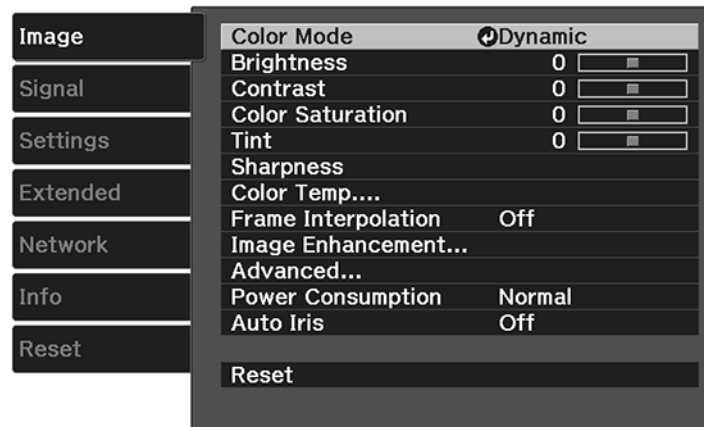 Image
Signal
Settings
Extended
Network
Info
Reset
Color Mode Dynamic
Brightness 0
Contrast 0
Color Saturation 0
Tint 0
Sharpness
Color Temp....
Frame Interpolation Off
Image Enhancement...
Advanced...
Power Consumption Normal
Auto Iris Off
Reset